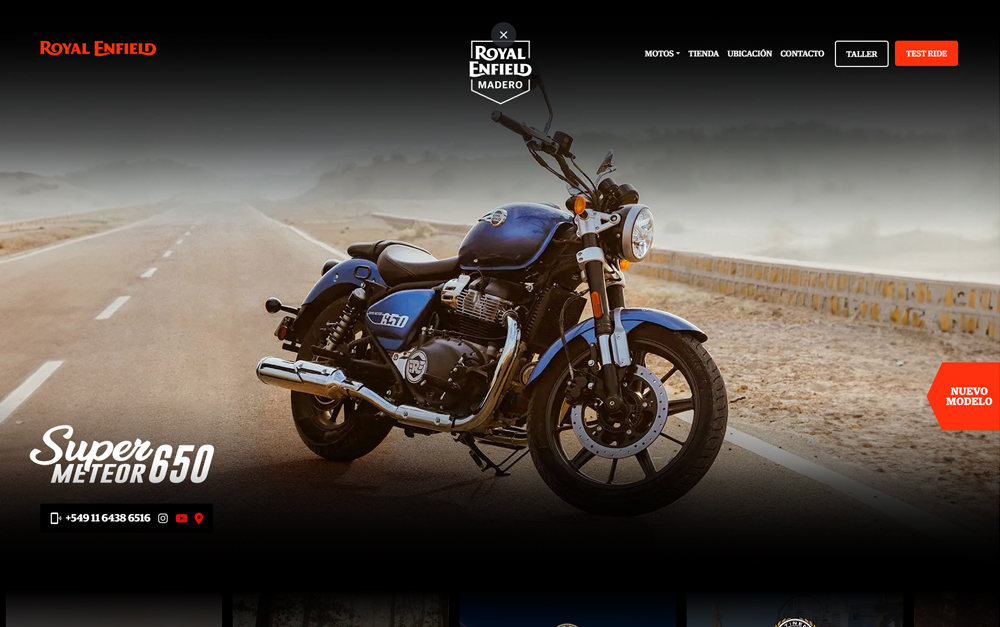 ROYAL ENFIELD
ROYAL
ENFIELD
MADERO
MOTOS TIENDA UBICACIÓN CONTACTO TALLER TEST RIDE
650
NUEVO
MODELO
Super
METEOR 650
+549 11 6438 6516